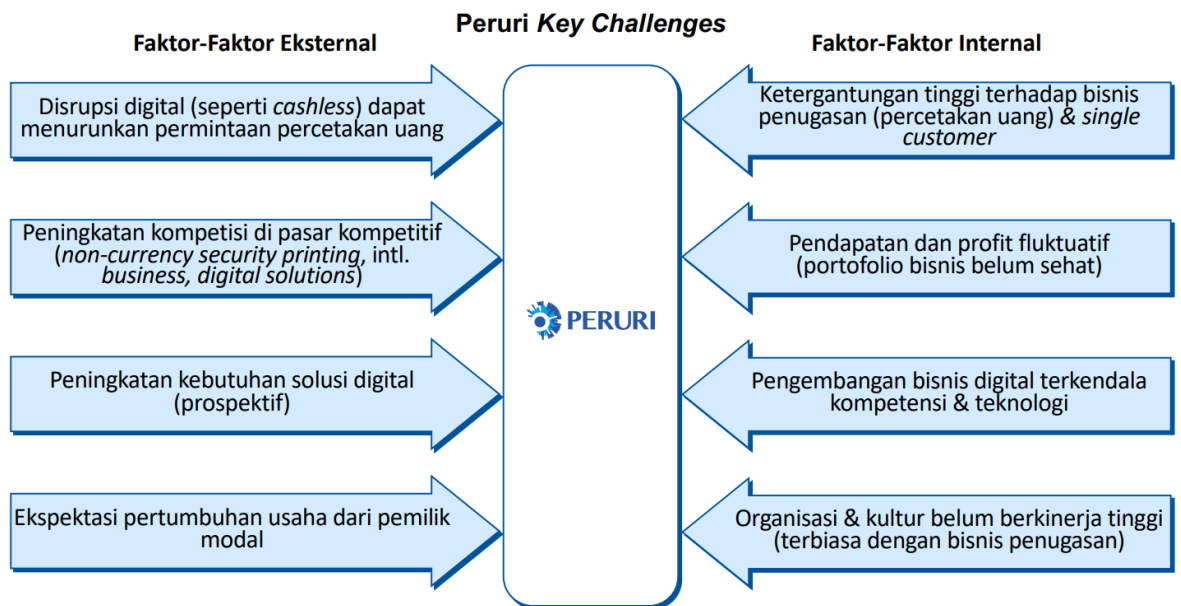 Peruri Key Challenges
Faktor-Faktor Eksternal
Disrupsi digital (seperti cashless) dapat
menurunkan permintaan percetakan uang
Peningkatan kompetisi di pasar kompetitif
(non-currency security printing, intl.
business, digital solutions)
Peningkatan kebutuhan solusi digital
(prospektif)
Ekspektasi pertumbuhan usaha dari pemilik
modal
PERURI
Faktor-Faktor Internal
Ketergantungan tinggi terhadap bisnis
penugasan (percetakan uang) & single
customer
Pendapatan dan profit fluktuatif
(portofolio bisnis belum sehat)
Pengembangan bisnis digital terkendala
kompetensi & teknologi
Organisasi & kultur belum berkinerja tinggi
(terbiasa dengan bisnis penugasan)